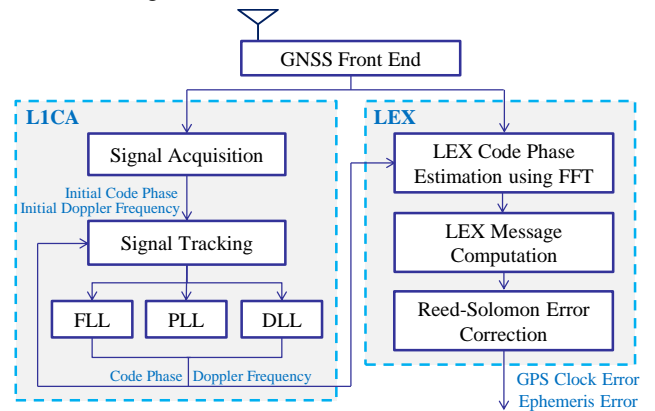 GNSS Front End
L1CA
LEX
Signal Acquisition
LEX Code Phase
Estimation using FFT
Initial Code Phase
Initial Doppler Frequency
Signal Tracking
LEX Message
Computation
FLL
PLL
DLL
Reed-Solomon Error
Correction
Code Phase
Doppler Frequency
GPS Clock Error
Ephemeris Error